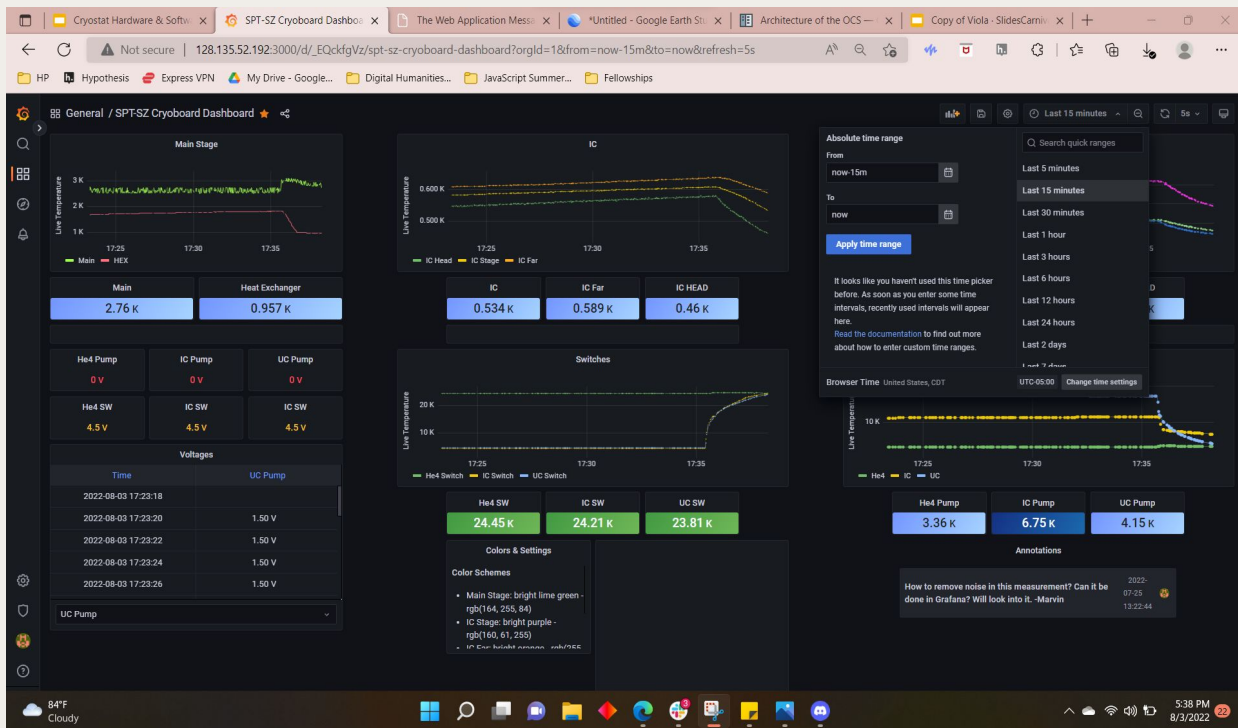 Cryostat Hardware & Softw
SPT-SZ Cryoboard Dashboa
The Web Application Messa
*Untitled - Google Earth Stu
Architecture of the OCS —
Copy of Viola · SlidesCarniv
Not secure | 128.135.52.192:3000/d/_EQckfgVz/spt-sz-cryoboard-dashboard?orgId=1&from=now-15m&to=now&refresh=5s
HP Hypothesis Express VPN My Drive - Google... Digital Humanities... JavaScript Summer... Fellowships
General / SPT-SZ Cryoboard Dashboard
Last 15 minutes
5s
Main Stage
Live Temperature
3 K
2 K
1 K
17:25 17:30 17:35
Main HEX
IC
Live Temperature
0.600 K
0.500 K
17:25 17:30 17:35
IC Head IC Stage IC Far
Absolute time range
From
now-15m
To
now
Apply time range
It looks like you haven't used this time picker
before. As soon as you enter some time
intervals, recently used intervals will appear
here.
Read the documentation to find out more
about how to enter custom time ranges.
Search quick ranges
Last 5 minutes
Last 15 minutes
Last 30 minutes
Last 1 hour
Last 3 hours
Last 6 hours
Last 12 hours
Last 24 hours
Last 2 days
Last 7 days
Browser Time United States, CDT
UTC-05:00 Change time settings
Main Heat Exchanger
2.76 K 0.957 K
IC IC Far IC HEAD
0.534 K 0.589 K 0.46 K
He4 Pump IC Pump UC Pump
0 V 0 V 0 V
He4 SW IC SW IC SW
4.5 V 4.5 V 4.5 V
Voltages
Time UC Pump
2022-08-03 17:23:18
2022-08-03 17:23:20 1.50 V
2022-08-03 17:23:22 1.50 V
2022-08-03 17:23:24 1.50 V
2022-08-03 17:23:26 1.50 V
UC Pump
Switches
Live Temperature
20 K
10 K
17:25 17:30 17:35
He4 Switch IC Switch UC Switch
He4 SW IC SW UC SW
24.45 K 24.21 K 23.81 K
Colors & Settings
Color Schemes
• Main Stage: bright lime green -
rgb(164, 255, 84)
• IC Stage: bright purple -
rgb(160, 61, 255)
• IC Far: bright orange - rgb(255
Live Temperature
10 K
17:25 17:30 17:35
He4 IC UC
He4 Pump IC Pump UC Pump
3.36 K 6.75 K 4.15 K
Annotations
How to remove noise in this measurement? Can it be
done in Grafana? Will look into it. -Marvin
2022-
07-25
13:22:44
84°F
Cloudy
3
5:38 PM
8/3/2022
22